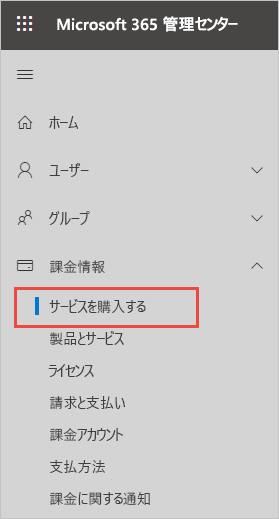 Microsoft 365 管理センター
ホーム
ユーザー
グループ
課金情報
サービスを購入する
製品とサービス
ライセンス
請求と支払い
課金アカウント
支払方法
課金に関する通知